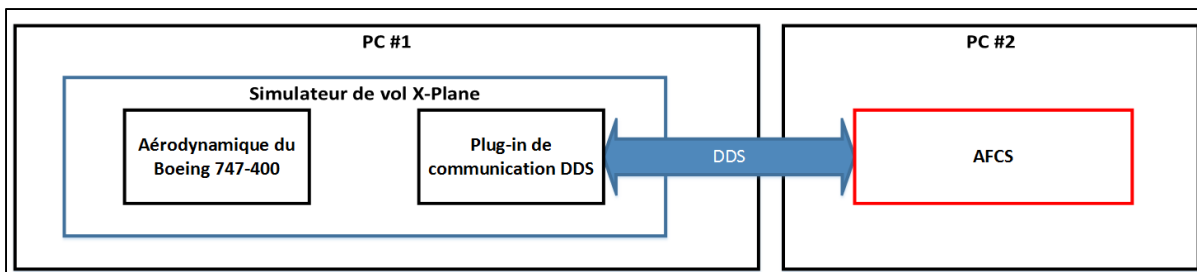 PC #1
PC #2
Simulateur de vol X-Plane
Aérodynamique du
Boeing 747-400
Plug-in de
communication DDS
DDS
AFCS